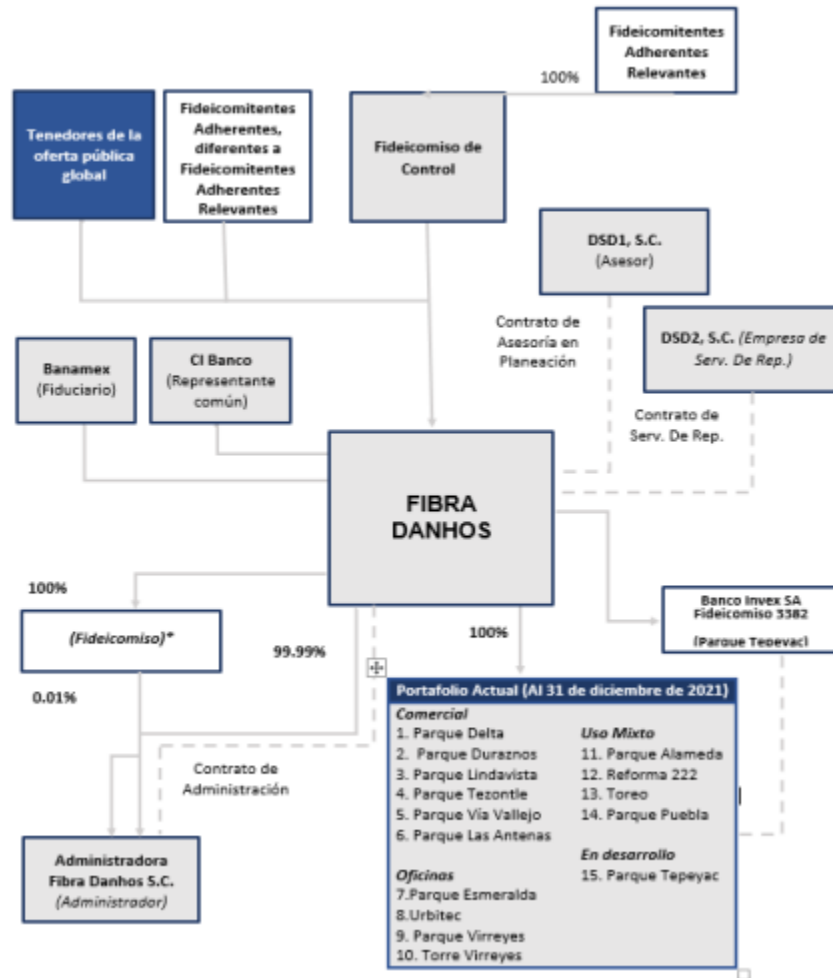 Fideicomitentes
Adherentes
Relevantes
100%
Tenedores de la
oferta pública
global
Fideicomitentes
Adherentes,
diferentes a
Fideicomitentes
Adherentes
Relevantes
Fideicomiso de
Control
DSD1, S.C.
(Asesor)
Contrato de
Asesoría en
Planeación
DSD2, S.C. (Empresa de
Serv. De Rep.)
Contrato de
Serv. De Rep.
Banamex
(Fiduciario)
CI Banco
(Representante
común)
FIBRA
DANHOS
100%
(Fideicomiso)*
0.01%
99.99%
100%
Banco Invex SA
Fideicomiso 3382
(Parque Tepeyac)
Contrato de
Administración
Administradora
Fibra Danhos S.C.
(Administrador)
Portafolio Actual (Al 31 de diciembre de 2021)
Comercial
1. Parque Delta
2. Parque Duraznos
3. Parque Lindavista
4. Parque Tezontle
5. Parque Vía Vallejo
6. Parque Las Antenas
Oficinas
7.Parque Esmeralda
8.Urbitec
9. Parque Virreyes
10. Torre Virreyes
Uso Mixto
11. Parque Alameda
12. Reforma 222
13. Toreo
14. Parque Puebla
En desarrollo
15. Parque Tepeyac